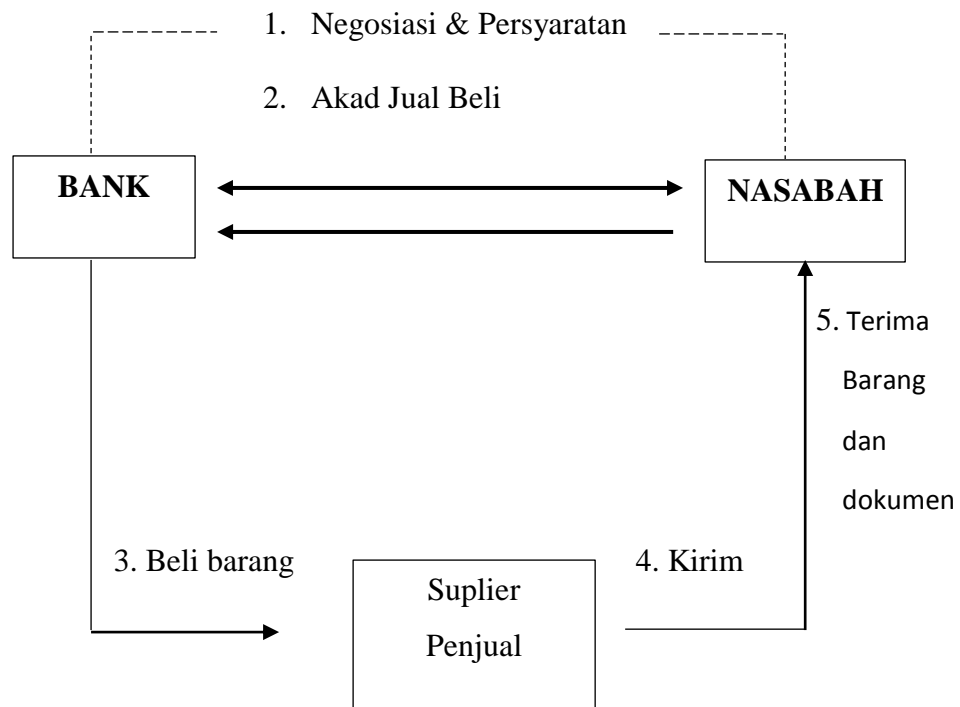 1. Negosiasi & Persyaratan
2. Akad Jual Beli
BANK
NASABAH
5. Terima
Barang
dan
dokumen
3. Beli barang
4. Kirim
Suplier
Penjual